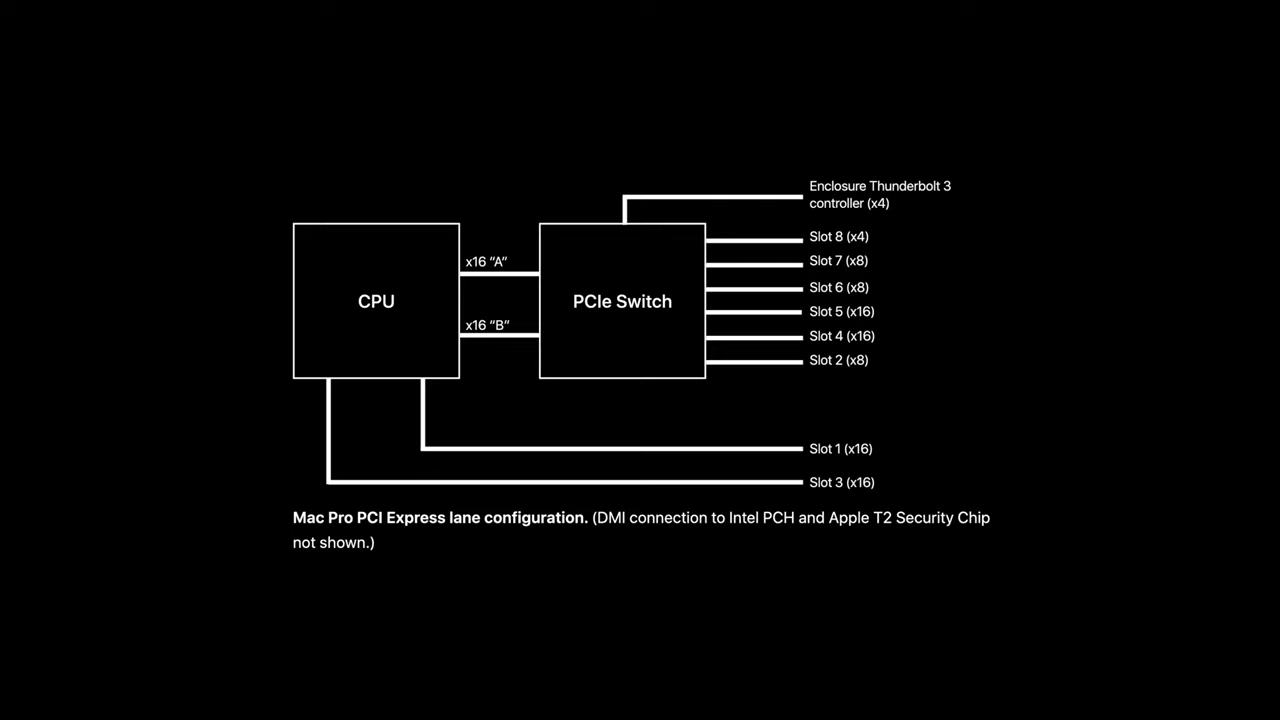 Enclosure Thunderbolt 3
controller (x4)
CPU
x16 “A”
x16 “B”
PCIe Switch
Slot 8 (x4)
Slot 7 (x8)
Slot 6 (x8)
Slot 5 (x16)
Slot 4 (x16)
Slot 2 (x8)
Slot 1 (x16)
Slot 3 (x16)
Mac Pro PCI Express lane configuration. (DMI connection to Intel PCH and Apple T2 Security Chip
not shown.)